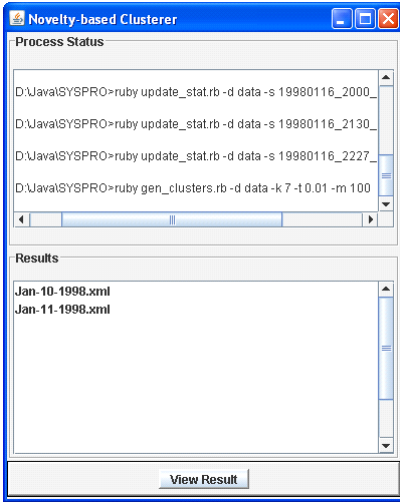 Novelty-based Clusterer
Process Status
D:\Java\SYSPRO>ruby update_stat.rb -d data -s 19980116_2000_
D:\Java\SYSPRO>ruby update_stat.rb -d data -s 19980116_2130_
D:\Java\SYSPRO>ruby update_stat.rb -d data -s 19980116_2227_
D:\Java\SYSPRO>ruby gen_clusters.rb -d data -k 7 -t 0.01 -m 100
Results
Jan-10-1998.xml
Jan-11-1998.xml
View Result